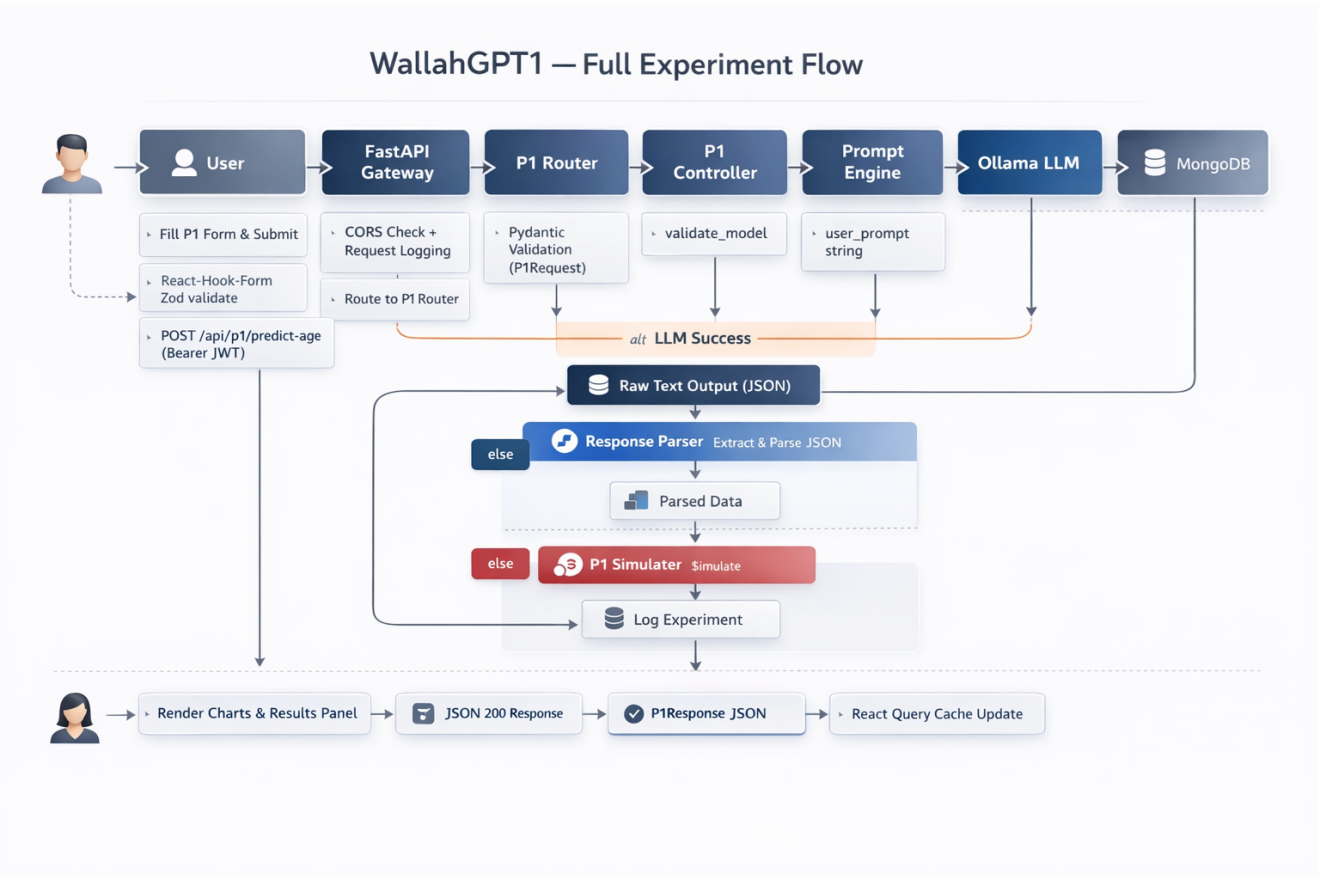 WallahGPT1 — Full Experiment Flow
User
FastAPI
Gateway
P1 Router
P1
Controller
Prompt
Engine
Ollama LLM
MongoDB
Fill P1 Form & Submit
React-Hook-Form
Zod validate
POST /api/p1/predict-age
(Bearer JWT)
CORS Check +
Request Logging
Route to P1 Router
Pydantic
Validation
(P1Request)
validate_model
user_prompt
string
alt LLM Success
Raw Text Output (JSON)
else
Response Parser Extract & Parse JSON
Parsed Data
else
P1 Simulater $imulate
Log Experiment
Render Charts & Results Panel
JSON 200 Response
P1Response JSON
React Query Cache Update